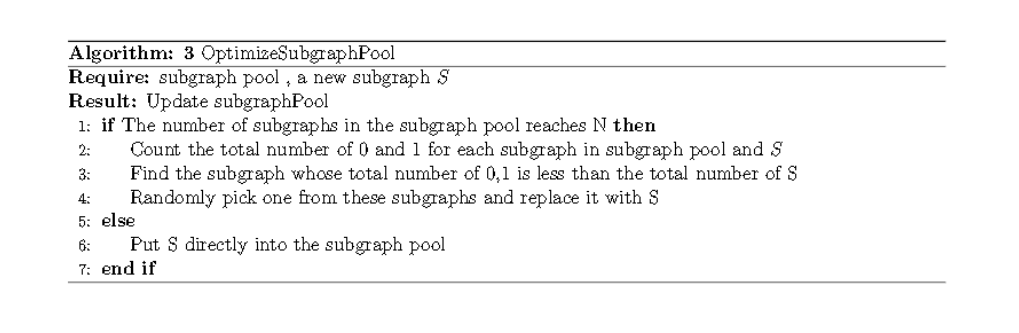 Algorithm: 3 OptimizeSubgraphPool
Require: subgraph pool , a new subgraph S
Result: Update subgraphPool
1: if The number of subgraphs in the subgraph pool reaches N then
2: Count the total number of 0 and 1 for each subgraph in subgraph pool and S
3: Find the subgraph whose total number of 0,1 is less than the total number of S
4: Randomly pick one from these subgraphs and replace it with S
5: else
6: Put S directly into the subgraph pool
7: end if